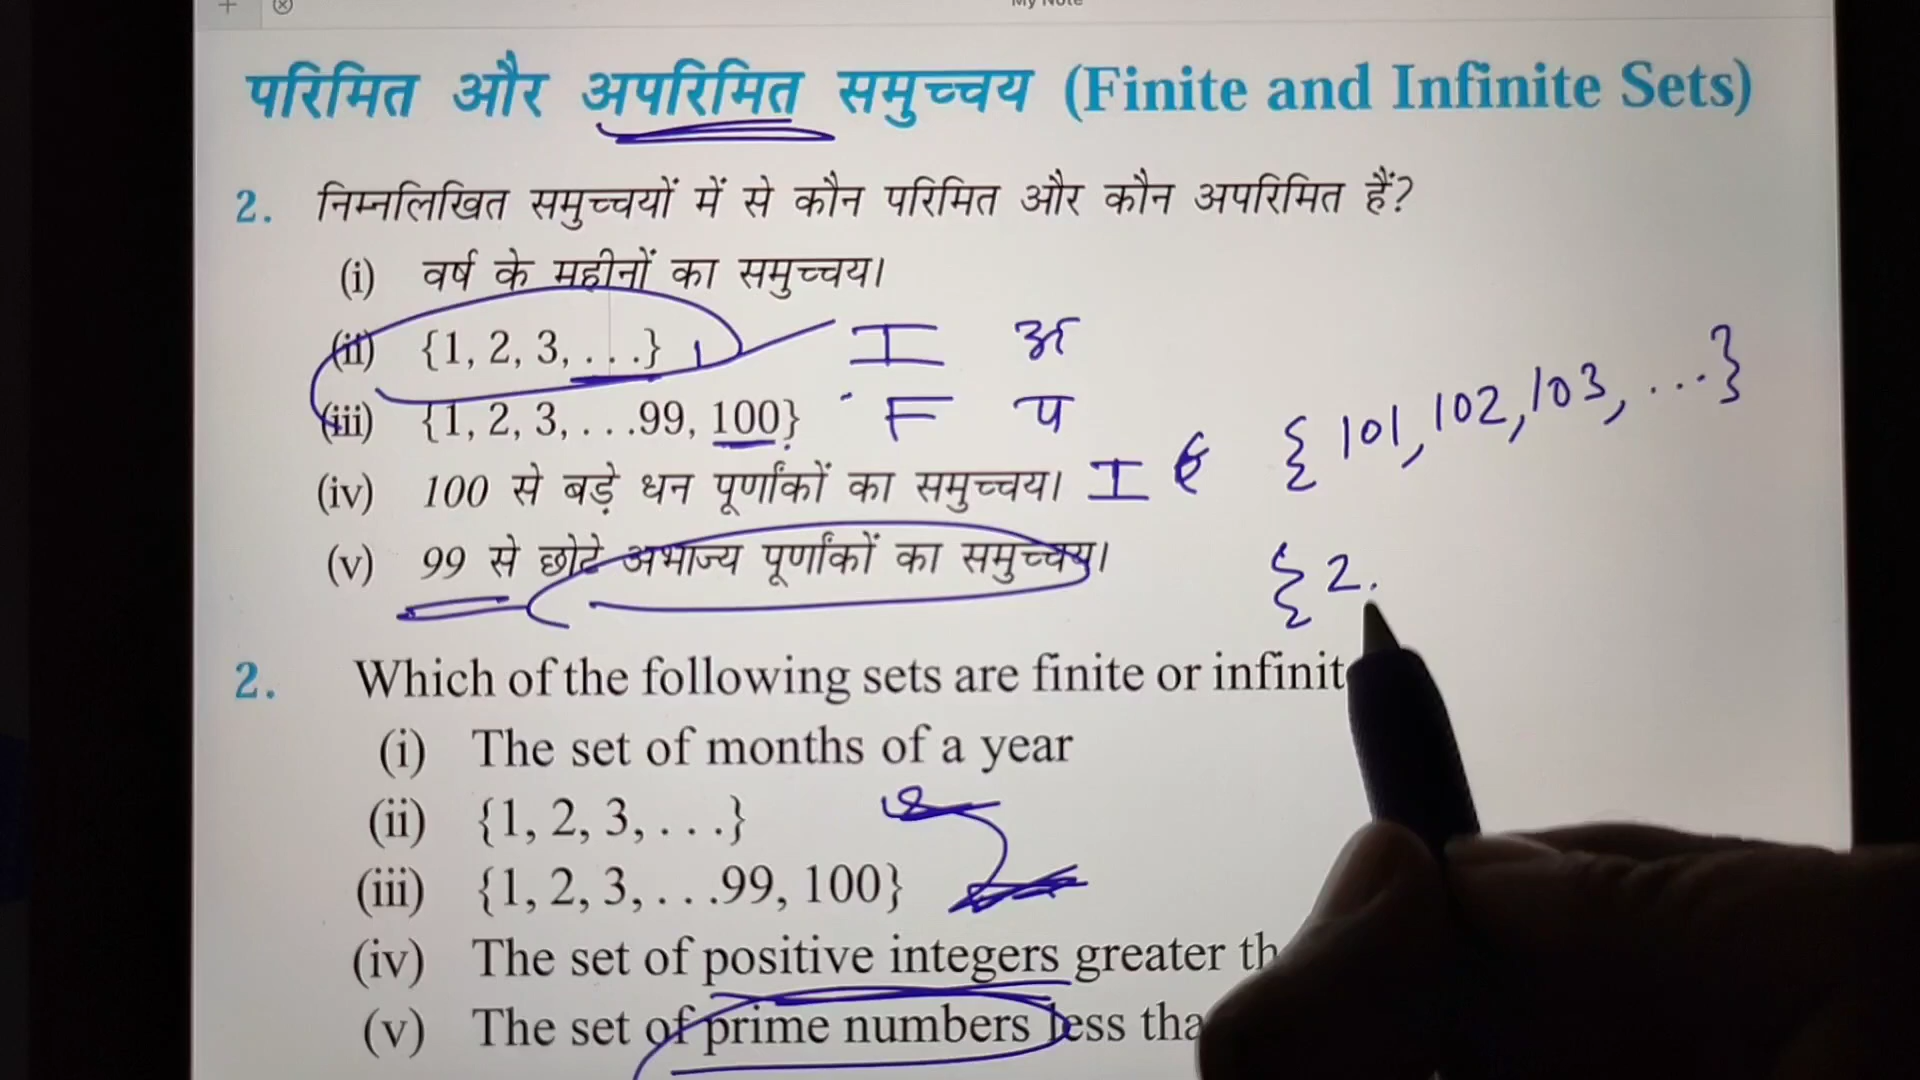 My Note
परिमित और अपरिमित समुच्चय (Finite and Infinite Sets)
2. निम्नलिखित समुच्चयों में से कौन परिमित और कौन अपरिमित हैं?
(i) वर्ष के महीनों का समुच्चय।
(ii) {1, 2, 3, . . .} I अ
(iii) {1, 2, 3, . . .99, 100} F प
{101, 102, 103, ...}
(iv) 100 से बड़े धन पूर्णांकों का समुच्चय। I
(v) 99 से छोटे अभाज्य पूर्णांकों का समुच्चय।
{2,
2. Which of the following sets are finite or
(i) The set of months of a year
(ii) {1, 2, 3, . . .}
(iii) {1, 2, 3, . . .99, 100}
(iv) The set of positive integers greater
(v) The set of prime numbers less